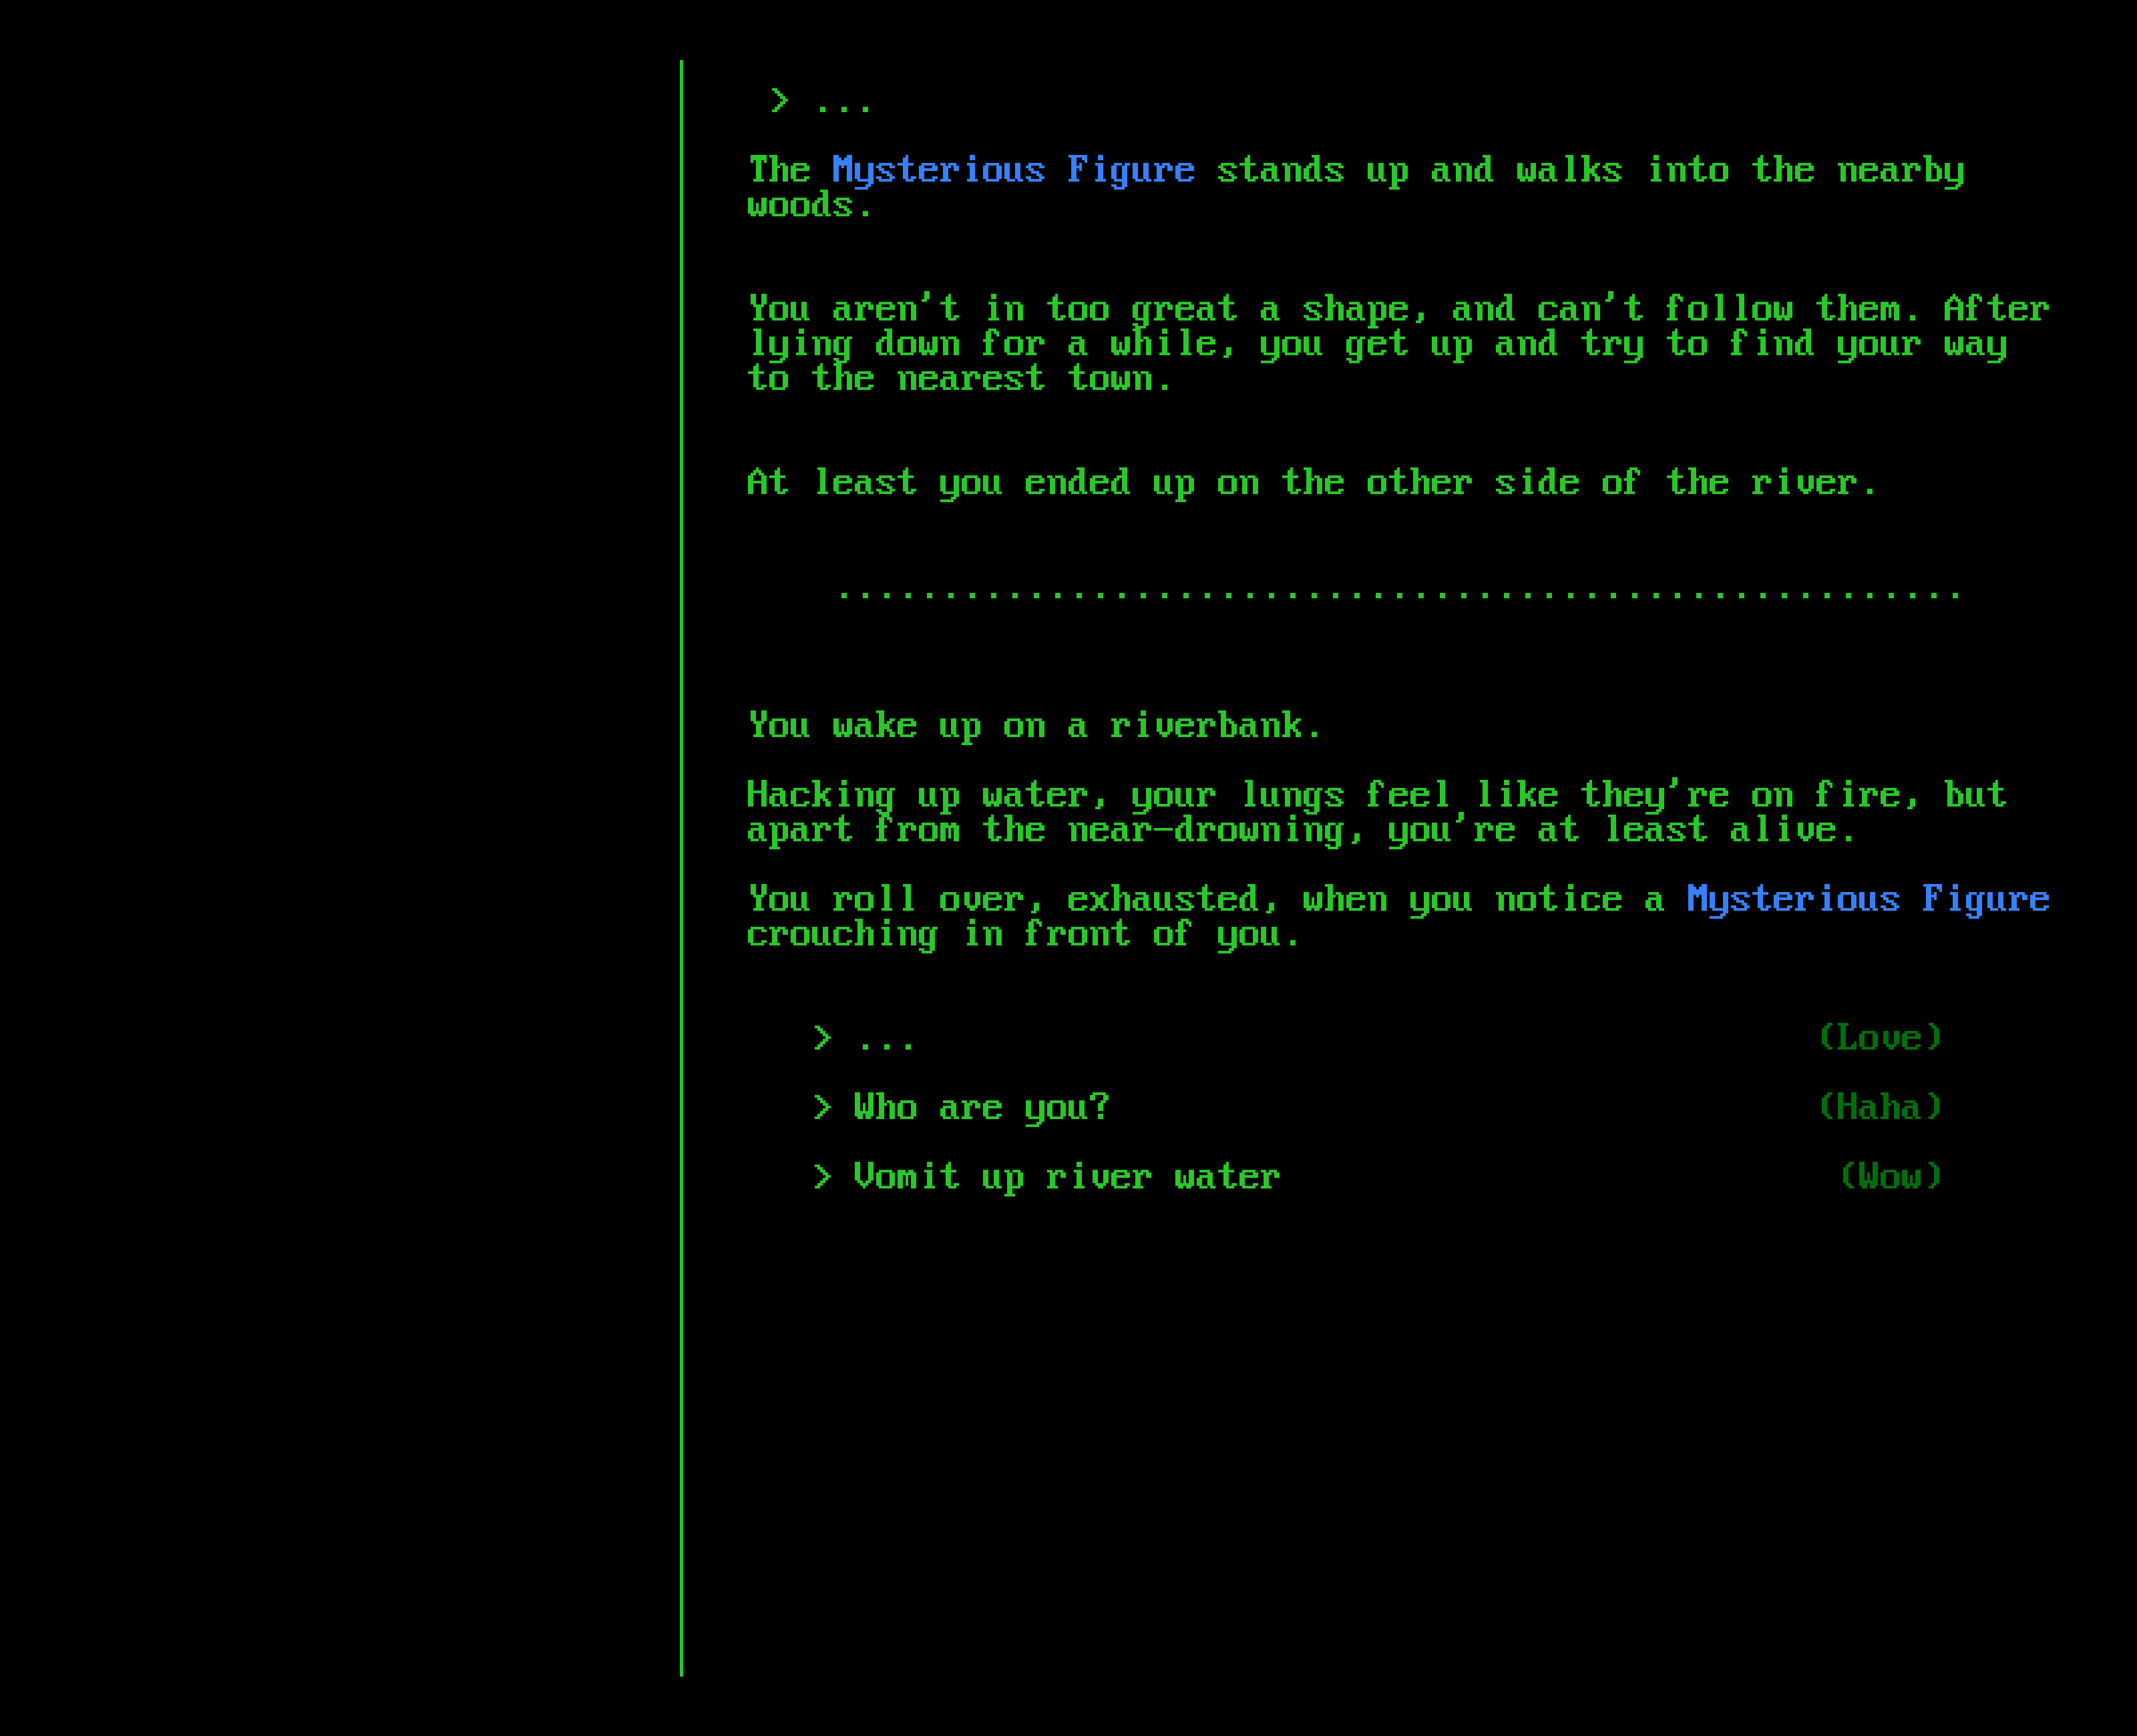 > ...
The Mysterious Figure stands up and walks into the nearby
woods.
You aren't in too great a shape, and can't follow them. After
lying down for a while, you get up and try to find your way
to the nearest town.
At least you ended up on the other side of the river.
.....................................................
You wake up on a riverbank.
Hacking up water, your lungs feel like they're on fire, but
apart from the near-drowning, you're at least alive.
You roll over, exhausted, when you notice a Mysterious Figure
crouching in front of you.
> ... (Love)
> Who are you? (Haha)
> Vomit up river water (Wow)